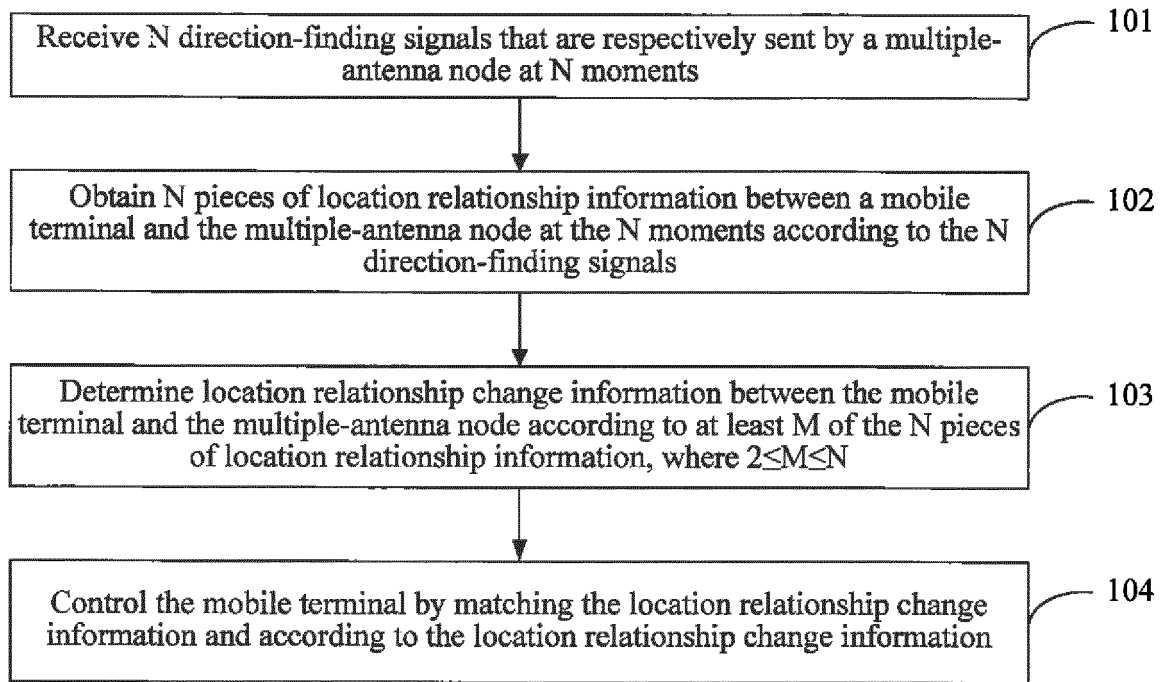 Receive N direction-finding signals that are respectively sent by a multiple-
antenna node at N moments
101
Obtain N pieces of location relationship information between a mobile
terminal and the multiple-antenna node at the N moments according to the N
direction-finding signals
102
Determine location relationship change information between the mobile
terminal and the multiple-antenna node according to at least M of the N pieces
of location relationship information, where 2≤M≤N
103
Control the mobile terminal by matching the location relationship change
information and according to the location relationship change information
104